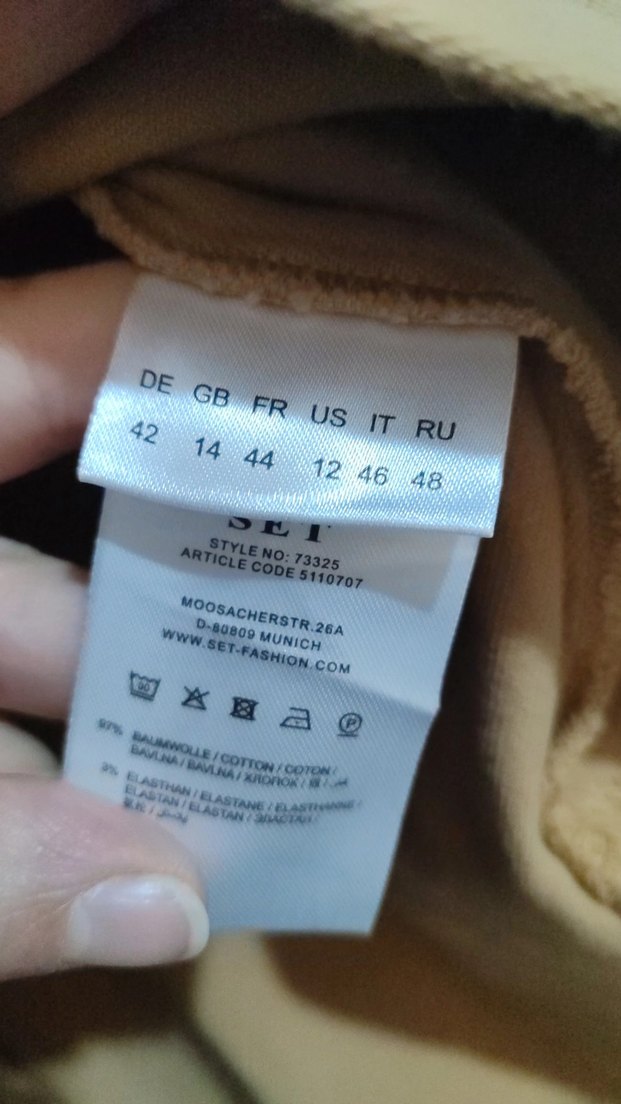 DE GB FR US IT RU
42 14 44 12 46 48
SET
STYLE NO: 73325
ARTICLE CODE 5110707
MOOSACHERSTR.26A
D-80809 MUNICH
WWW.SET-FASHION.COM
P
97% BAUMWOLLE / COTTON / COTON /
BAVLNA / BAVLNA / ХЛОПОК /
3% ELASTHAN / ELASTANE / ELASTHANNE /
ELASTAN / ELASTAN / ЭЛАСТАН /